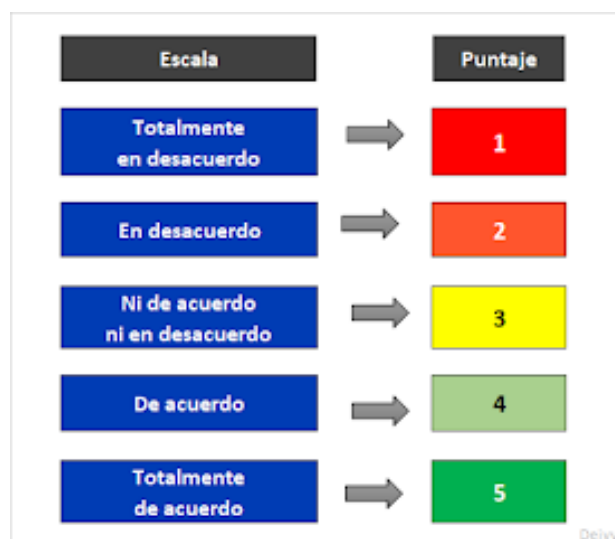 Escala
Puntaje
Totalmente
en desacuerdo
1
En desacuerdo
2
Ni de acuerdo
ni en desacuerdo
3
De acuerdo
4
Totalmente
de acuerdo
5